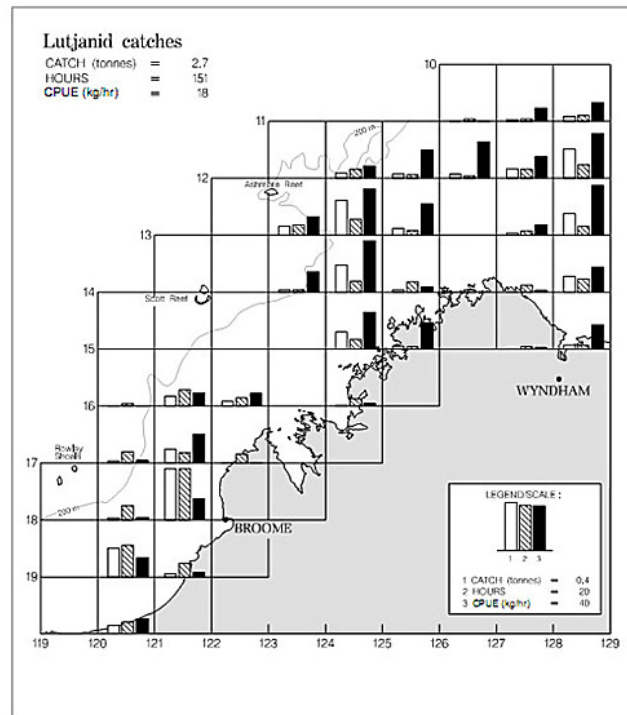 Lutjanid catches
CATCH (tonnes) = 2.7
HOURS = 151
CPUE (kg/hr) = 18
10
200 m
11
12
Ashmore Reef
13
14
Scott Reef
15
WYNDHAM
16
Rowley
Shoals
17
200 m
LEGEND/SCALE :
18
BROOME
1 2 3
1 CATCH (tonnes) = 0,4
2 HOURS = 20
3 CPUE (kg/hr) = 40
19
119 120 121 122 123 124 125 126 127 128 129